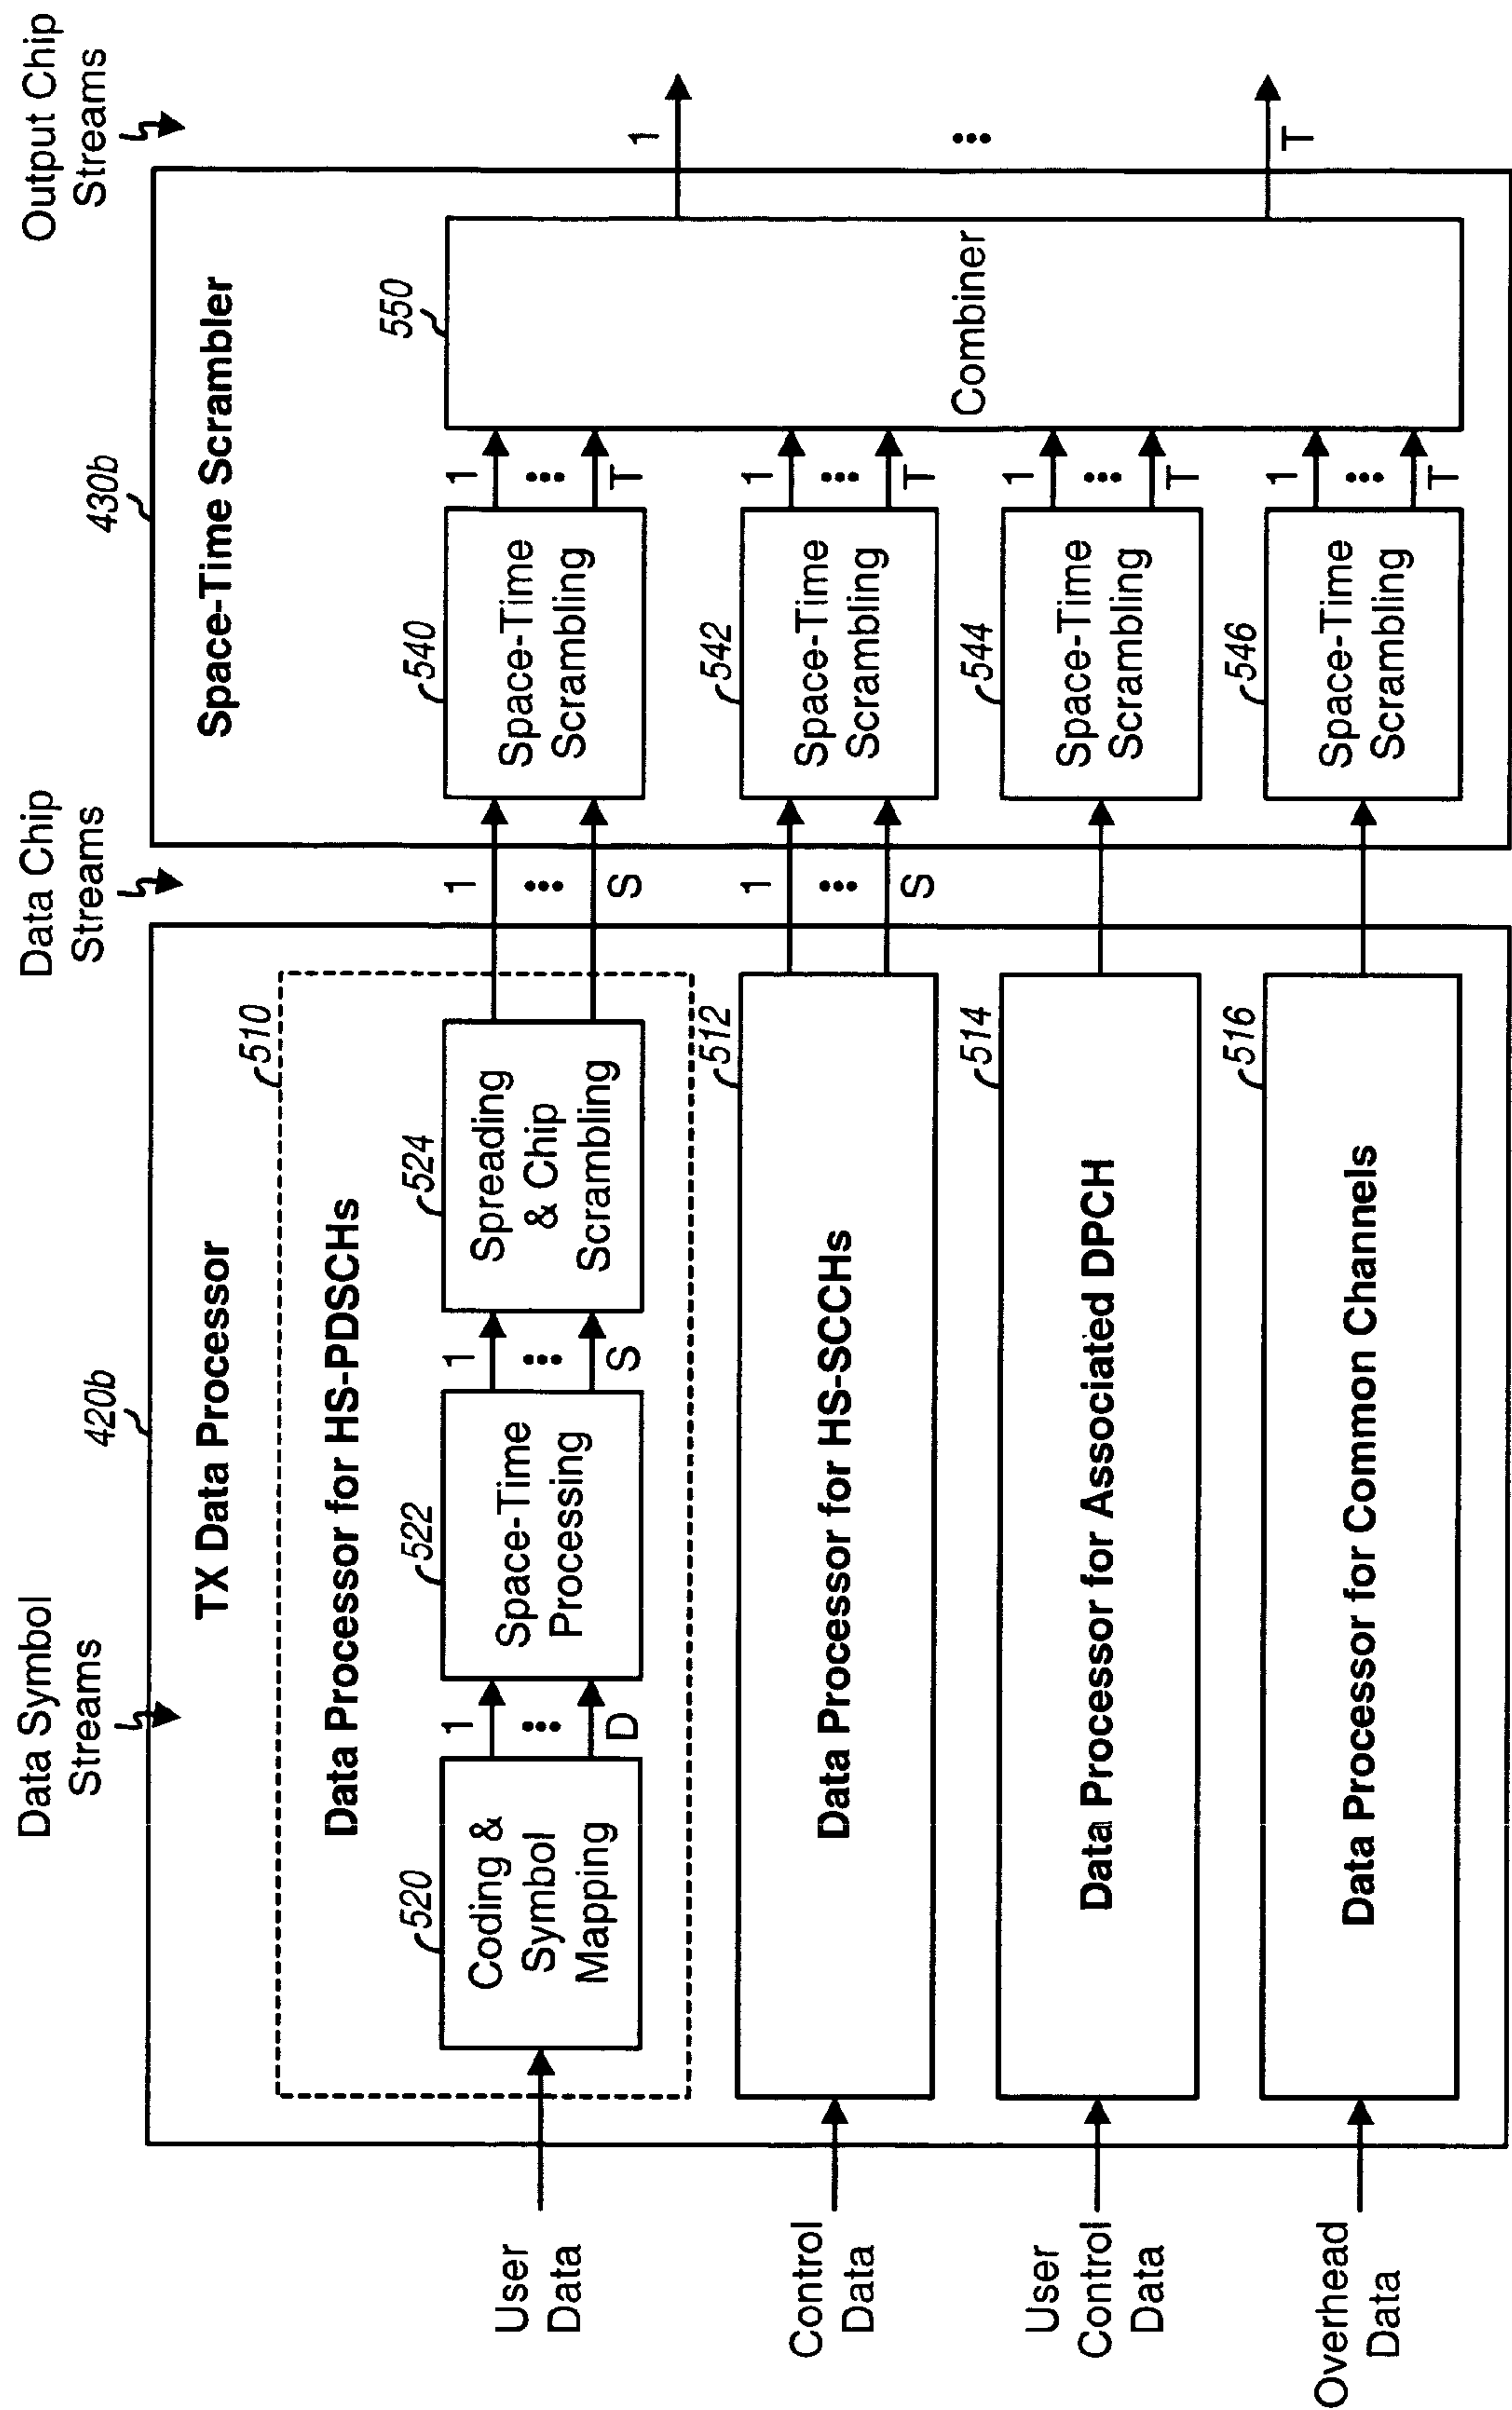 Data Symbol
Streams
Data Chip
Streams
Output Chip
Streams
420b
430b
TX Data Processor
Space-Time Scrambler
510
Data Processor for HS-PDSCHs
User
Data
520
Coding &
Symbol
Mapping
1
...
D
522
Space-Time
Processing
1
...
S
524
Spreading
& Chip
Scrambling
1
...
S
540
Space-Time
Scrambling
1
...
T
Control
Data
512
Data Processor for HS-SCCHs
1
...
S
542
Space-Time
Scrambling
1
...
T
User
Control
Data
514
Data Processor for Associated DPCH
544
Space-Time
Scrambling
1
...
T
Overhead
Data
516
Data Processor for Common Channels
546
Space-Time
Scrambling
1
...
T
550
Combiner
1
...
T